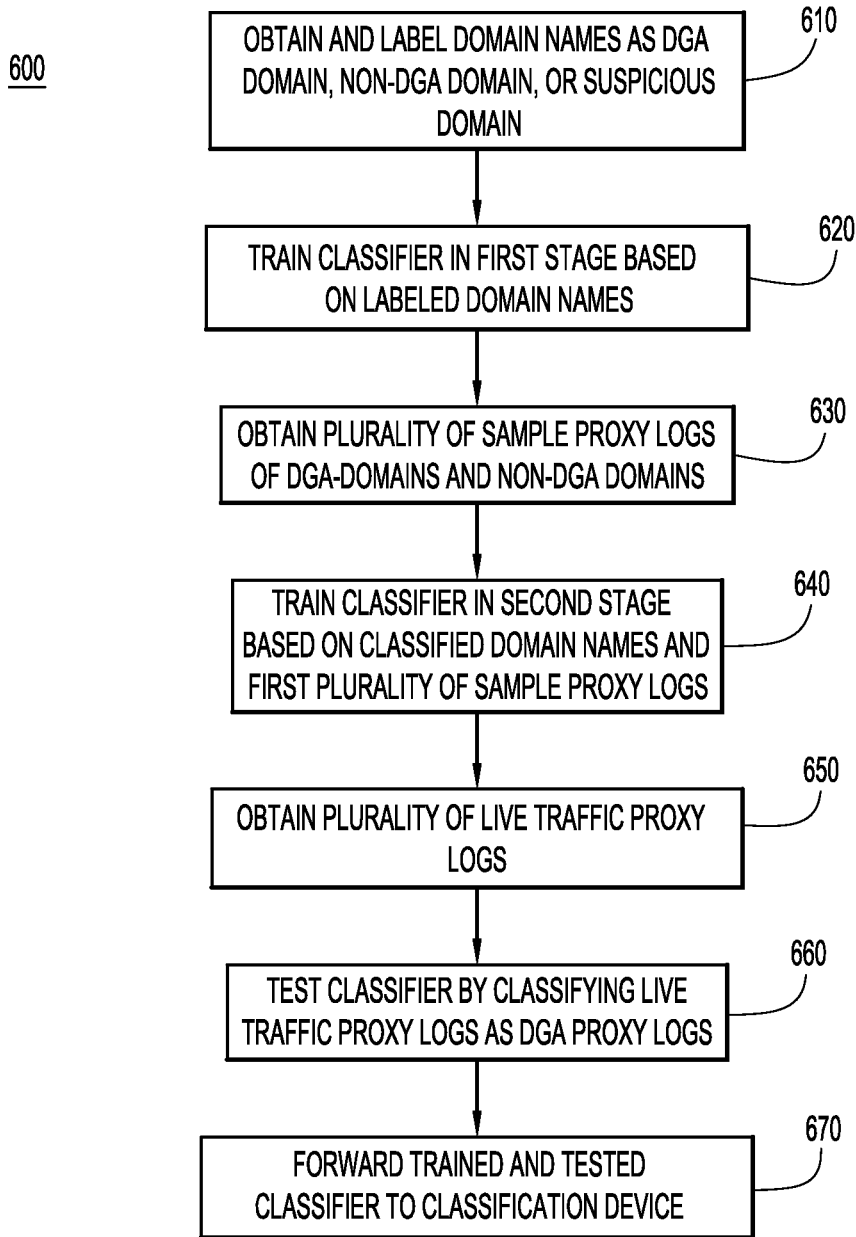 600
OBTAIN AND LABEL DOMAIN NAMES AS DGA
DOMAIN, NON-DGA DOMAIN, OR SUSPICIOUS
DOMAIN
610
TRAIN CLASSIFIER IN FIRST STAGE BASED
ON LABELED DOMAIN NAMES
620
OBTAIN PLURALITY OF SAMPLE PROXY LOGS
OF DGA-DOMAINS AND NON-DGA DOMAINS
630
TRAIN CLASSIFIER IN SECOND STAGE
BASED ON CLASSIFIED DOMAIN NAMES AND
FIRST PLURALITY OF SAMPLE PROXY LOGS
640
OBTAIN PLURALITY OF LIVE TRAFFIC PROXY
LOGS
650
TEST CLASSIFIER BY CLASSIFYING LIVE
TRAFFIC PROXY LOGS AS DGA PROXY LOGS
660
FORWARD TRAINED AND TESTED
CLASSIFIER TO CLASSIFICATION DEVICE
670